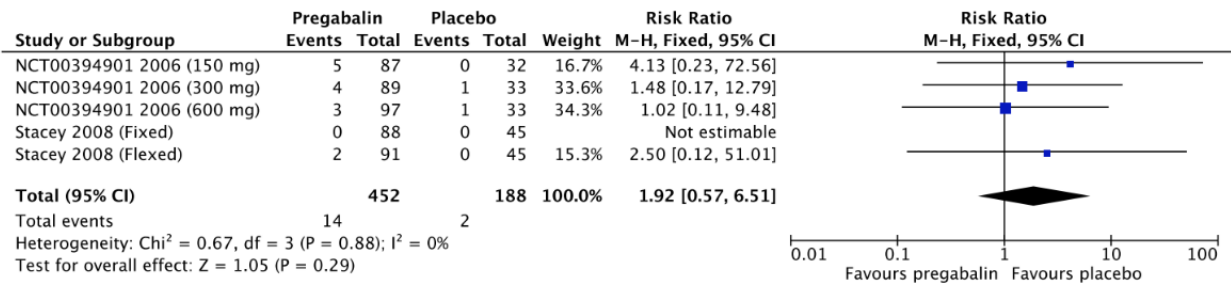 Pregabalin Placebo Risk Ratio Risk Ratio
Study or Subgroup Events Total Events Total Weight M-H, Fixed, 95% CI M-H, Fixed, 95% CI
NCT00394901 2006 (150 mg) 5 87 0 32 16.7% 4.13 [0.23, 72.56]
NCT00394901 2006 (300 mg) 4 89 1 33 33.6% 1.48 [0.17, 12.79]
NCT00394901 2006 (600 mg) 3 97 1 33 34.3% 1.02 [0.11, 9.48]
Stacey 2008 (Fixed) 0 88 0 45 Not estimable
Stacey 2008 (Flexed) 2 91 0 45 15.3% 2.50 [0.12, 51.01]
Total (95% CI) 452 188 100.0% 1.92 [0.57, 6.51]
Total events 14 2
Heterogeneity: Chi² = 0.67, df = 3 (P = 0.88); I² = 0%
Test for overall effect: Z = 1.05 (P = 0.29)
0.01 0.1 1 10 100
Favours pregabalin Favours placebo